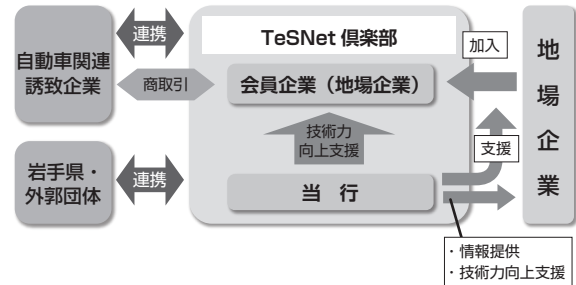 自動車関連
誘致企業
連携
商取引
TeSNet 倶楽部
会員企業（地場企業）
加入
地場企業
技術力
向上支援
支援
岩手県・
外郭団体
連携
当　行
・情報提供
・技術力向上支援